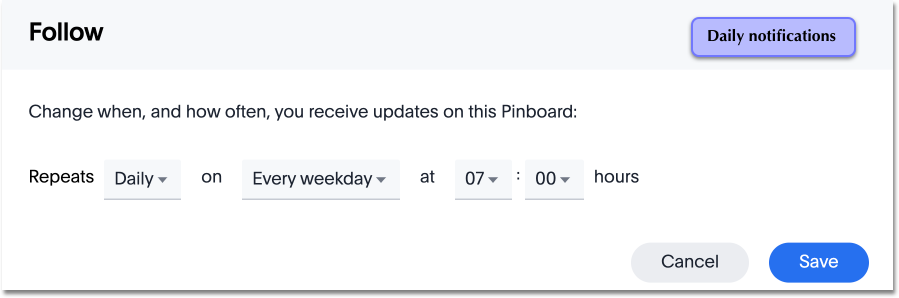 Follow
Daily notifications
Change when, and how often, you receive updates on this Pinboard:
Repeats Daily on Every weekday at 07 : 00 hours
Cancel Save